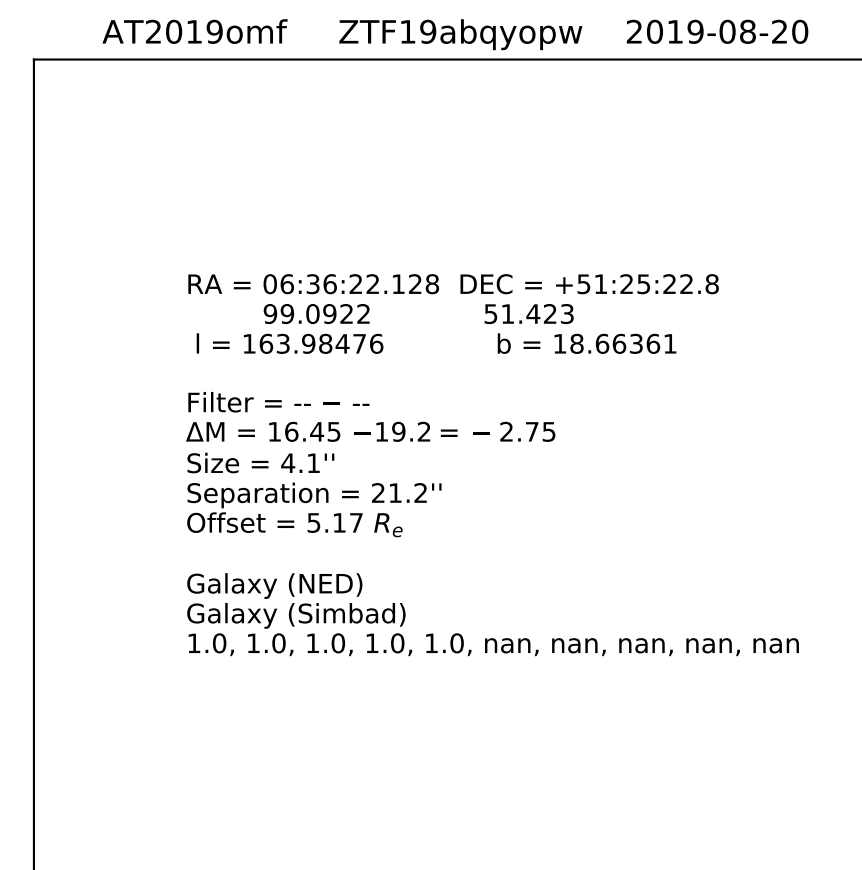 AT2019omf ZTF19abqyopw 2019-08-20
RA = 06:36:22.128 DEC = +51:25:22.8
99.0922 51.423
l = 163.98476 b = 18.66361
Filter = -- − --
ΔM = 16.45 −19.2 = − 2.75
Size = 4.1''
Separation = 21.2''
Offset = 5.17 Re
Galaxy (NED)
Galaxy (Simbad)
1.0, 1.0, 1.0, 1.0, 1.0, nan, nan, nan, nan, nan